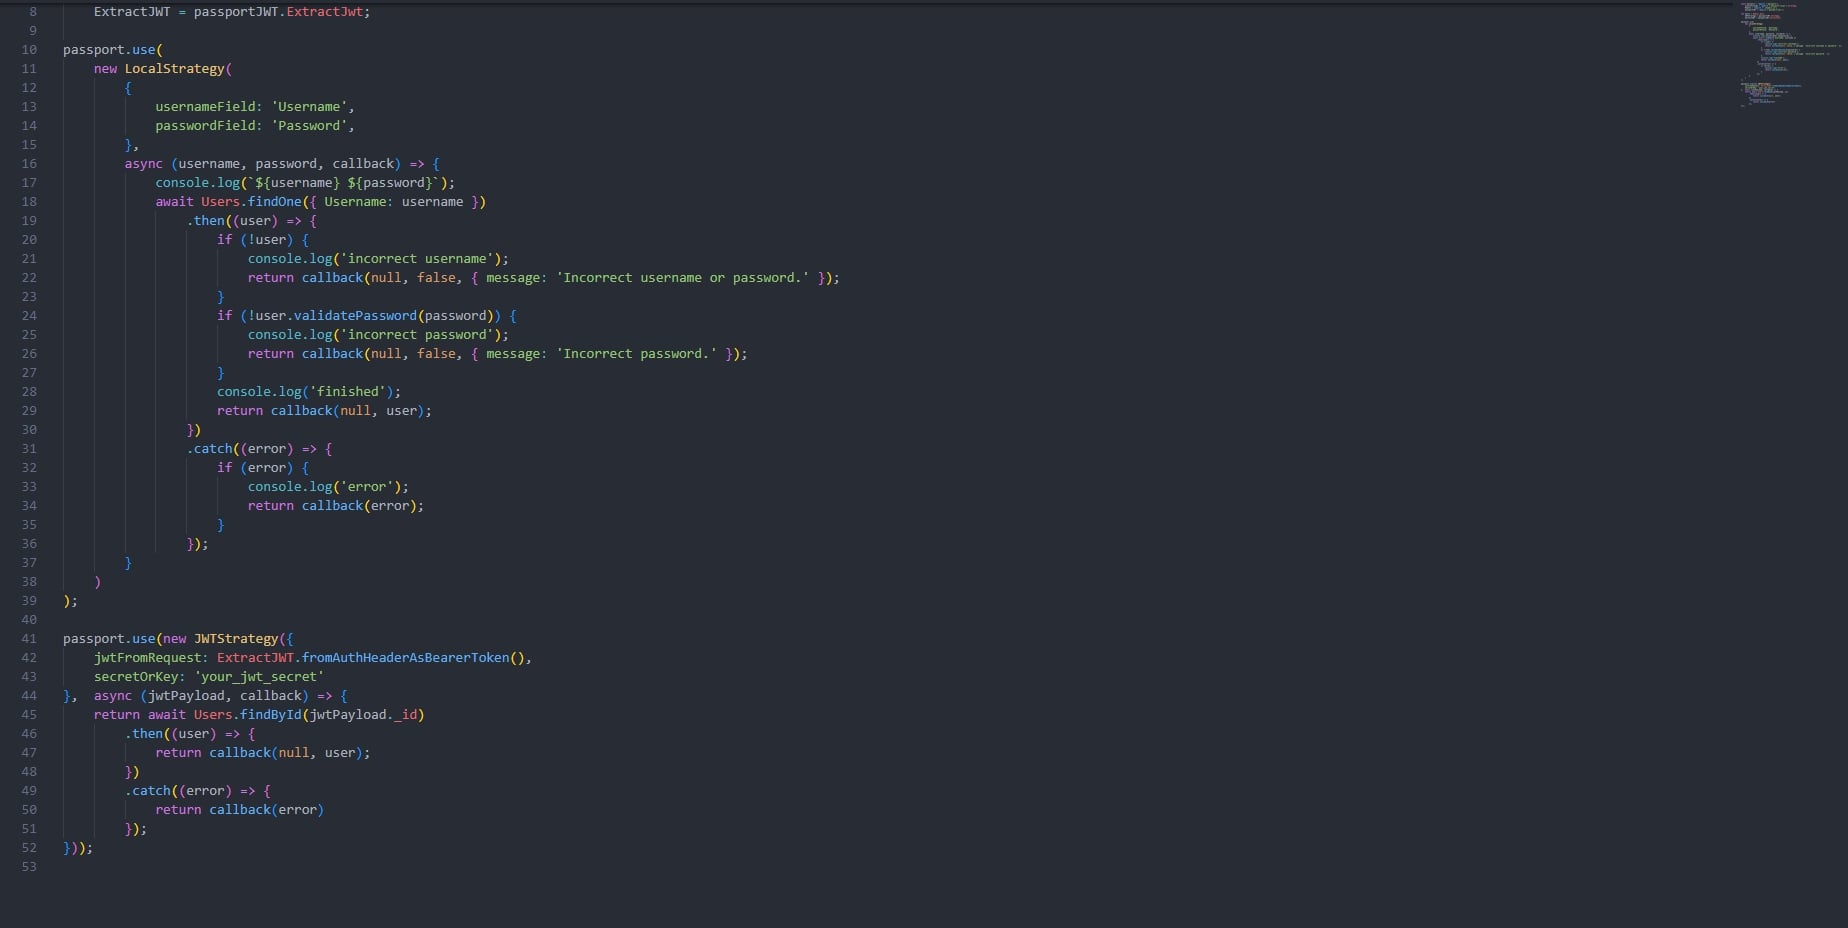 8 ExtractJWT = passportJWT.ExtractJwt;
9
10 passport.use(
11 new LocalStrategy(
12 {
13 usernameField: 'Username',
14 passwordField: 'Password',
15 },
16 async (username, password, callback) => {
17 console.log(`${username} ${password}`);
18 await Users.findOne({ Username: username })
19 .then((user) => {
20 if (!user) {
21 console.log('incorrect username');
22 return callback(null, false, { message: 'Incorrect username or password.' });
23 }
24 if (!user.validatePassword(password)) {
25 console.log('incorrect password');
26 return callback(null, false, { message: 'Incorrect password.' });
27 }
28 console.log('finished');
29 return callback(null, user);
30 })
31 .catch((error) => {
32 if (error) {
33 console.log('error');
34 return callback(error);
35 }
36 });
37 }
38 )
39 );
40
41 passport.use(new JWTStrategy({
42 jwtFromRequest: ExtractJWT.fromAuthHeaderAsBearerToken(),
43 secretOrKey: 'your_jwt_secret'
44 }, async (jwtPayload, callback) => {
45 return await Users.findById(jwtPayload._id)
46 .then((user) => {
47 return callback(null, user);
48 })
49 .catch((error) => {
50 return callback(error)
51 });
52 }));
53